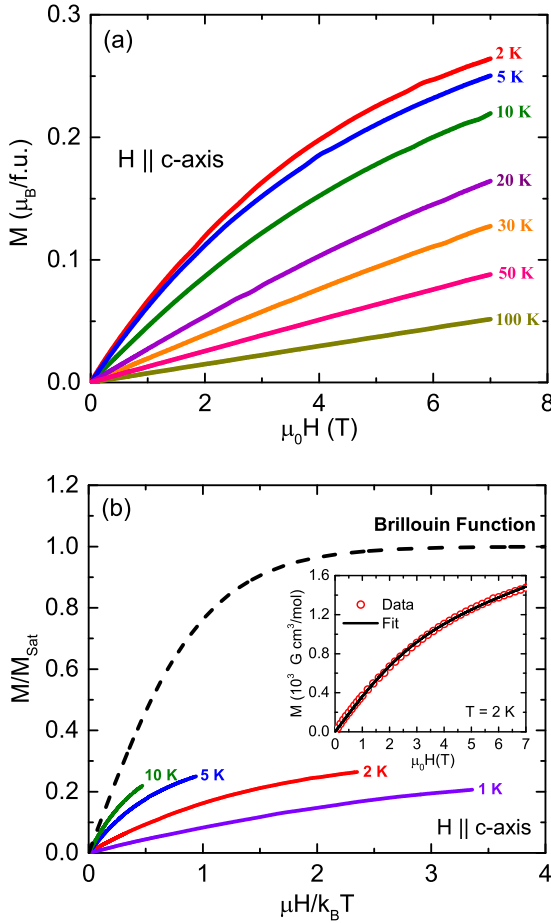 (a)
2 K
5 K
10 K
H || c-axis
20 K
30 K
50 K
100 K
M (μB/f.u.)
0.3
0.2
0.1
0.0
0 2 4 6 8
μ0H (T)
(b)
Brillouin Function
M/MSat
1.2
1.0
0.8
0.6
0.4
0.2
0.0
M (10³ G cm³/mol)
1.6
1.2
0.8
0.4
0.0
Data
Fit
T = 2 K
0 1 2 3 4 5 6 7
μ0H(T)
10 K
5 K
2 K
1 K
H || c-axis
0 1 2 3 4
μH/kBT